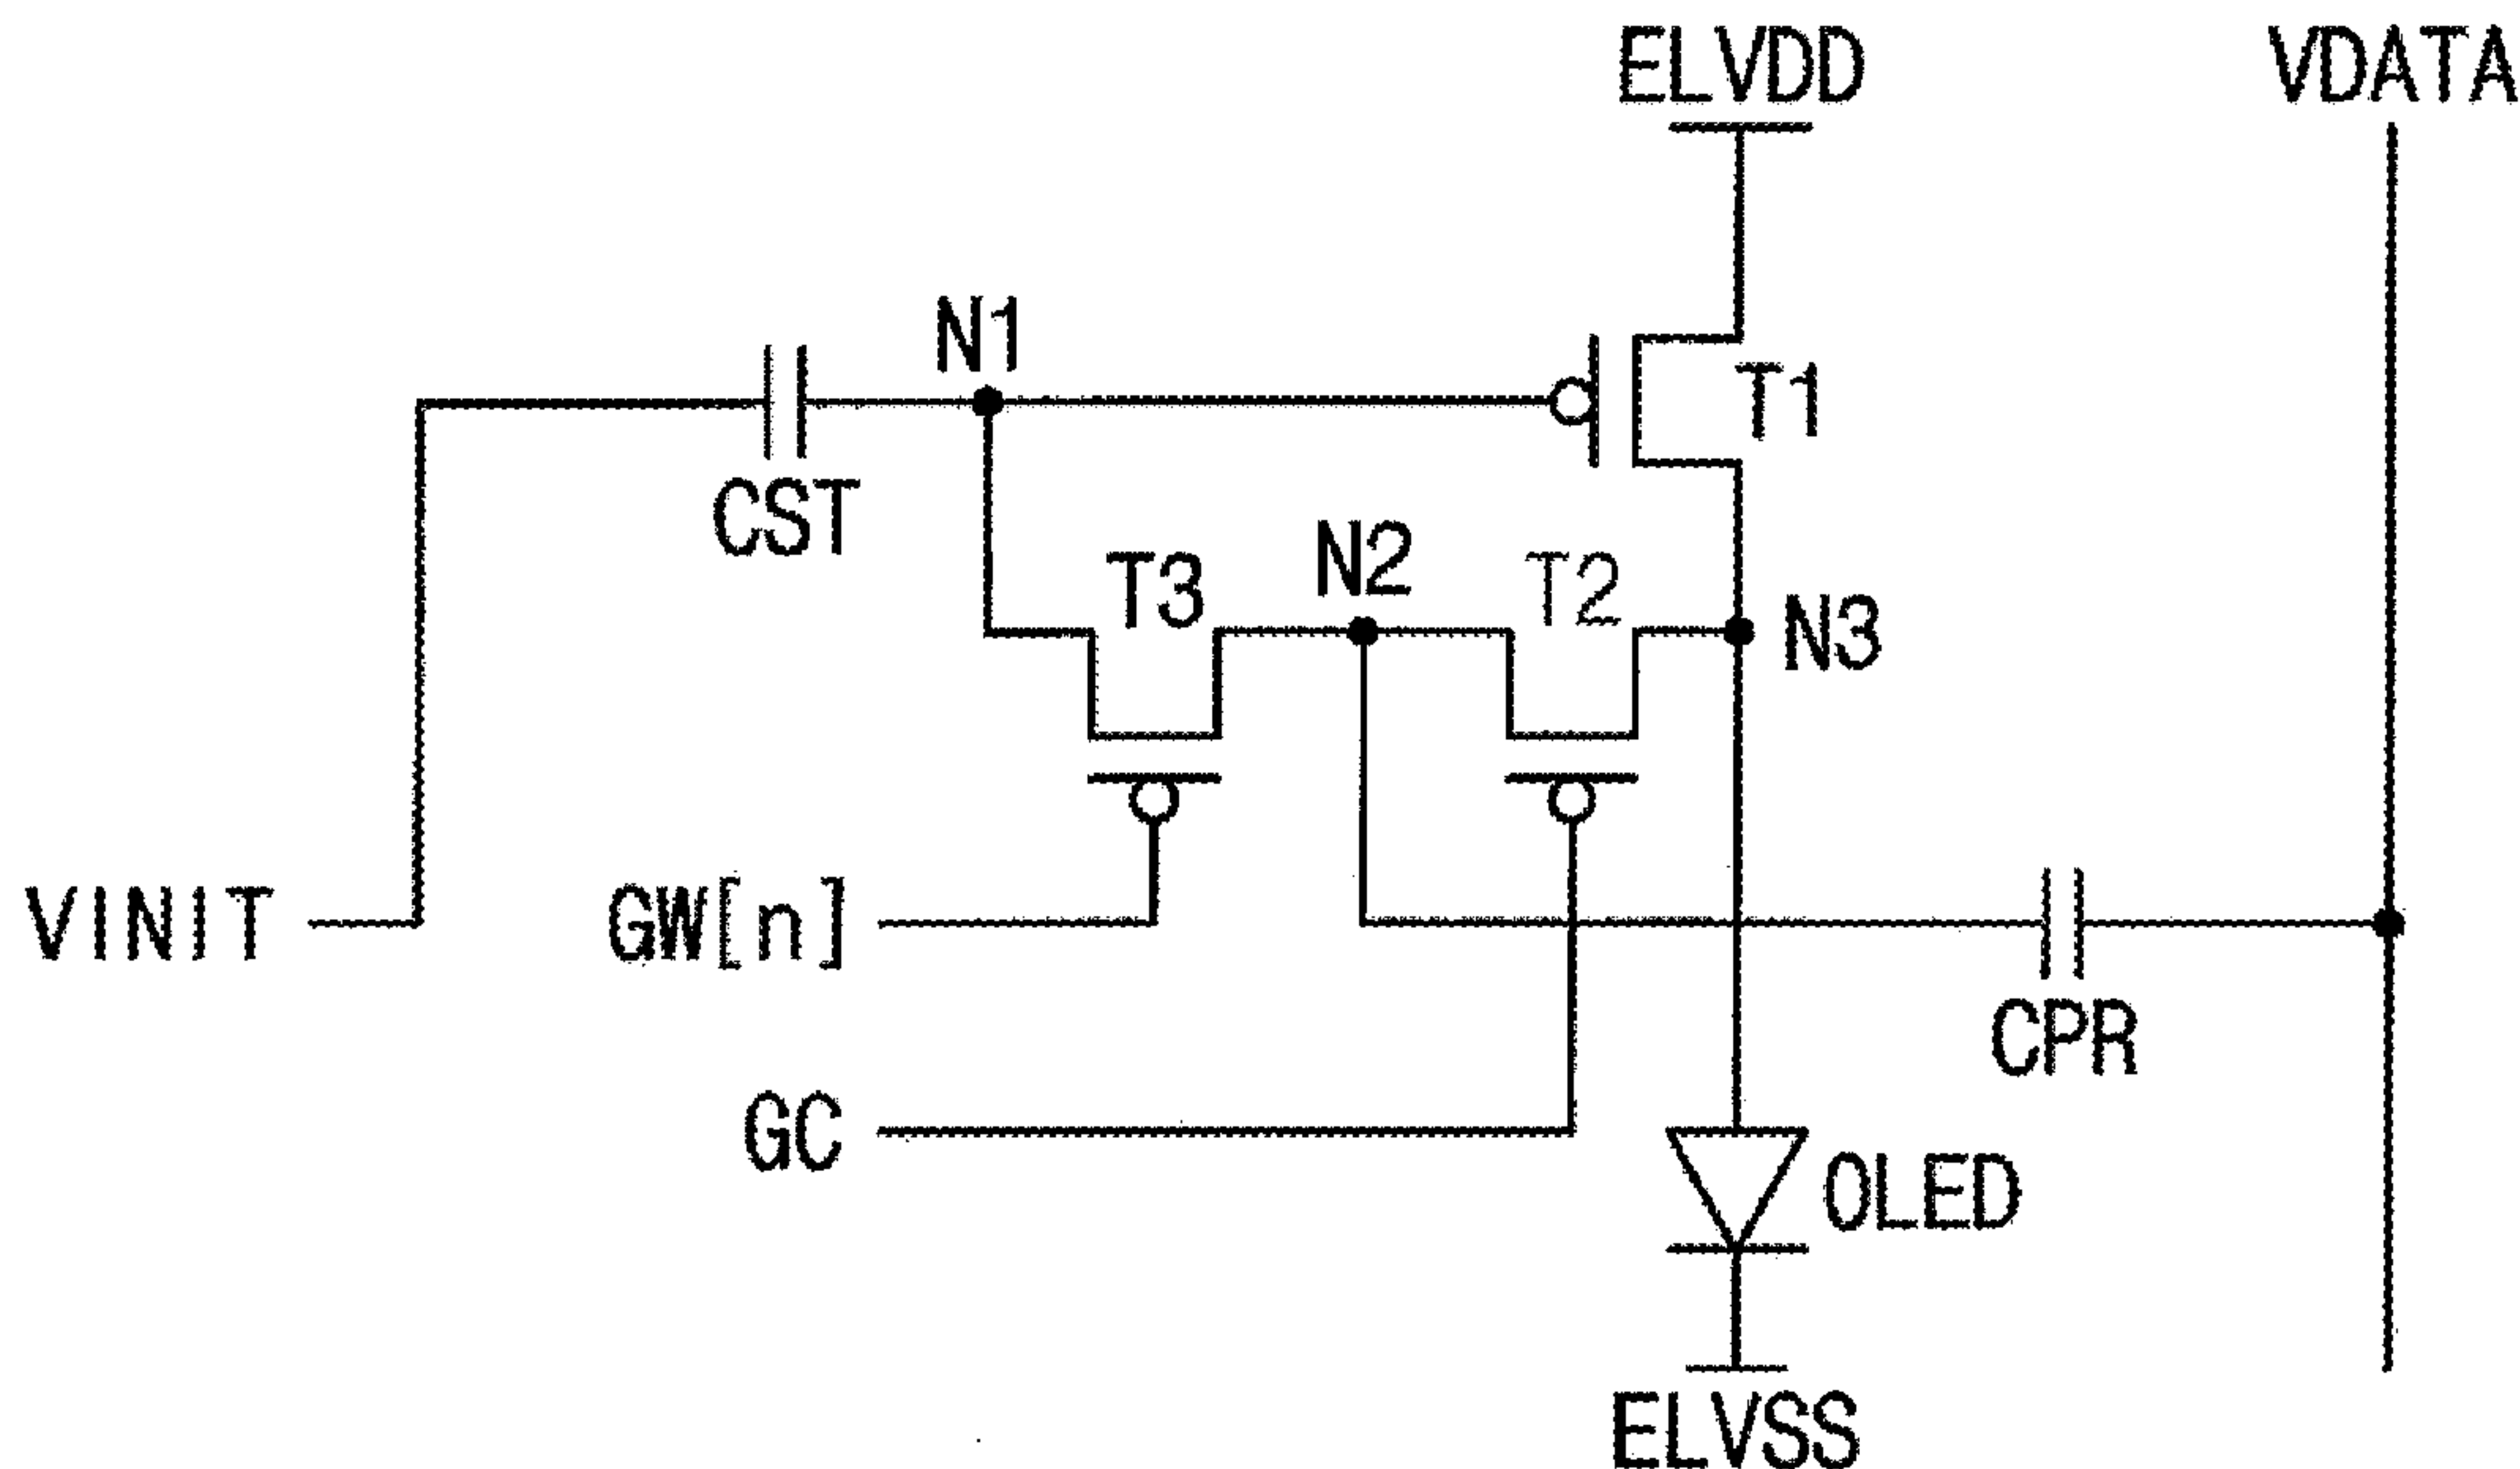 ELVDD
VDATA
N1
T1
CST
N2
T3
T2
N3
VINIT
GW[n]
CPR
GC
OLED
ELVSS